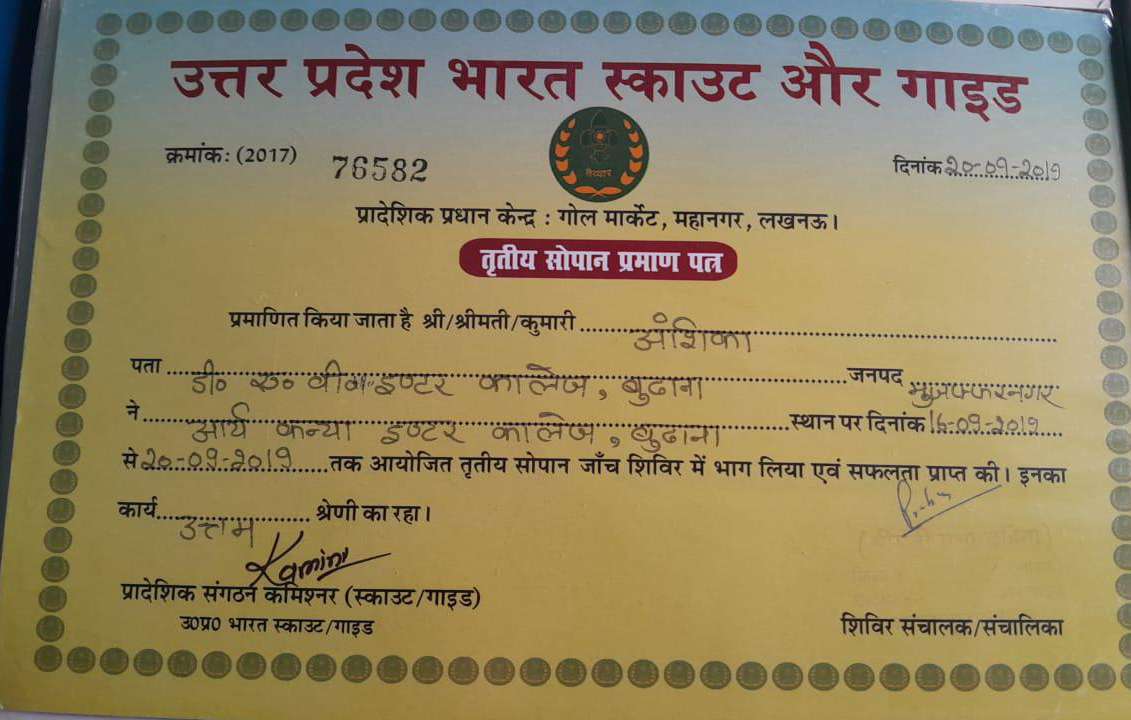 उत्तर प्रदेश भारत स्काउट और गाइड
क्रमांक: (2017) 76582 दिनांक 20-09-2019
तैयार
प्रादेशिक प्रधान केन्द्र : गोल मार्केट, महानगर, लखनऊ।
तृतीय सोपान प्रमाण पत्र
प्रमाणित किया जाता है श्री/श्रीमती/कुमारी अंशिका
पता डी० ए० वी० इण्टर कालेज, बुढाना जनपद मुजफ्फरनगर
ने आर्य कन्या इण्टर कालेज, बुढाना स्थान पर दिनांक 16-09-2019
से 20-09-2019 तक आयोजित तृतीय सोपान जाँच शिविर में भाग लिया एवं सफलता प्राप्त की। इनका
कार्य उत्तम श्रेणी का रहा।
Kamini
प्रादेशिक संगठन कमिश्नर (स्काउट/गाइड)
उ0प्र0 भारत स्काउट/गाइड
शिविर संचालक/संचालिका